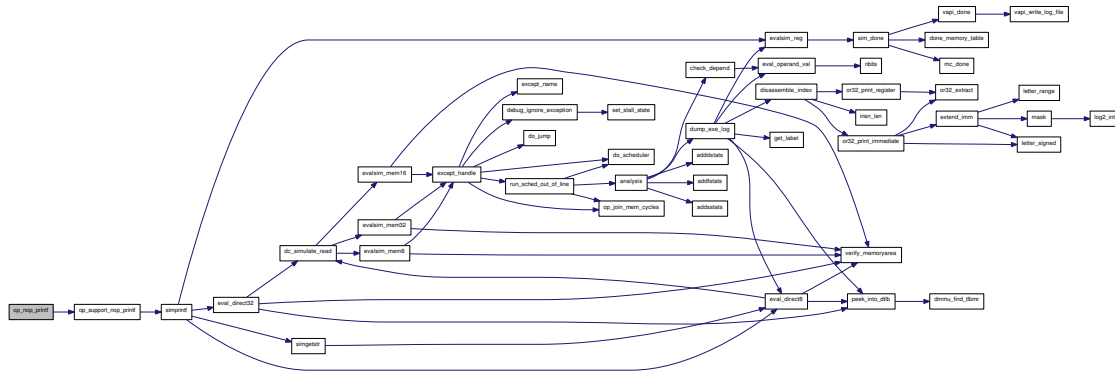 op_nop_printf
op_support_nop_printf
simprintf
eval_direct32
simgetstr
dc_simulate_read
evalsim_mem16
evalsim_mem32
evalsim_mem8
except_handle
except_name
debug_ignore_exception
set_stall_state
do_jump
do_scheduler
run_sched_out_of_line
op_join_mem_cycles
analysis
check_depend
dump_exe_log
adddstats
addfstats
addsstats
evalsim_reg
eval_operand_val
disassemble_index
get_label
eval_direct8
sim_done
nbits
or32_print_register
insn_len
or32_print_immediate
verify_memoryarea
peek_into_dtlb
vapi_done
done_memory_table
mc_done
or32_extract
extend_imm
dmmu_find_tlbmr
vapi_write_log_file
letter_range
mask
letter_signed